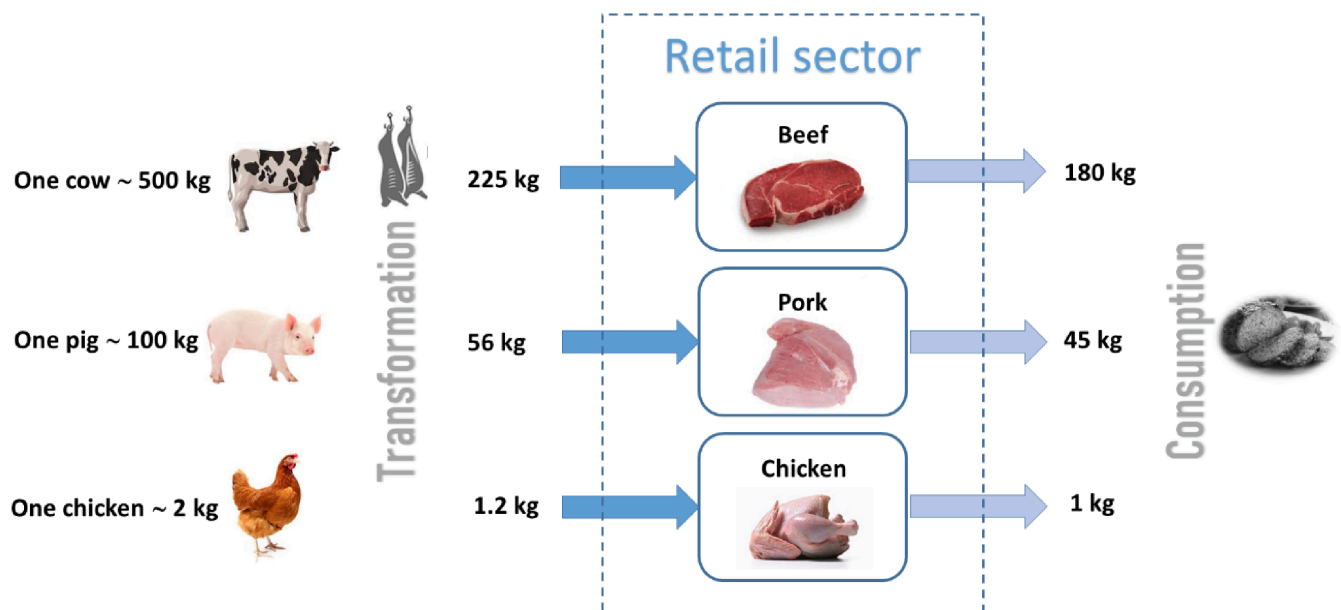 Retail sector
Beef
One cow ~ 500 kg
225 kg
180 kg
Transformation
Consumption
Pork
One pig ~ 100 kg
56 kg
45 kg
Chicken
One chicken ~ 2 kg
1.2 kg
1 kg